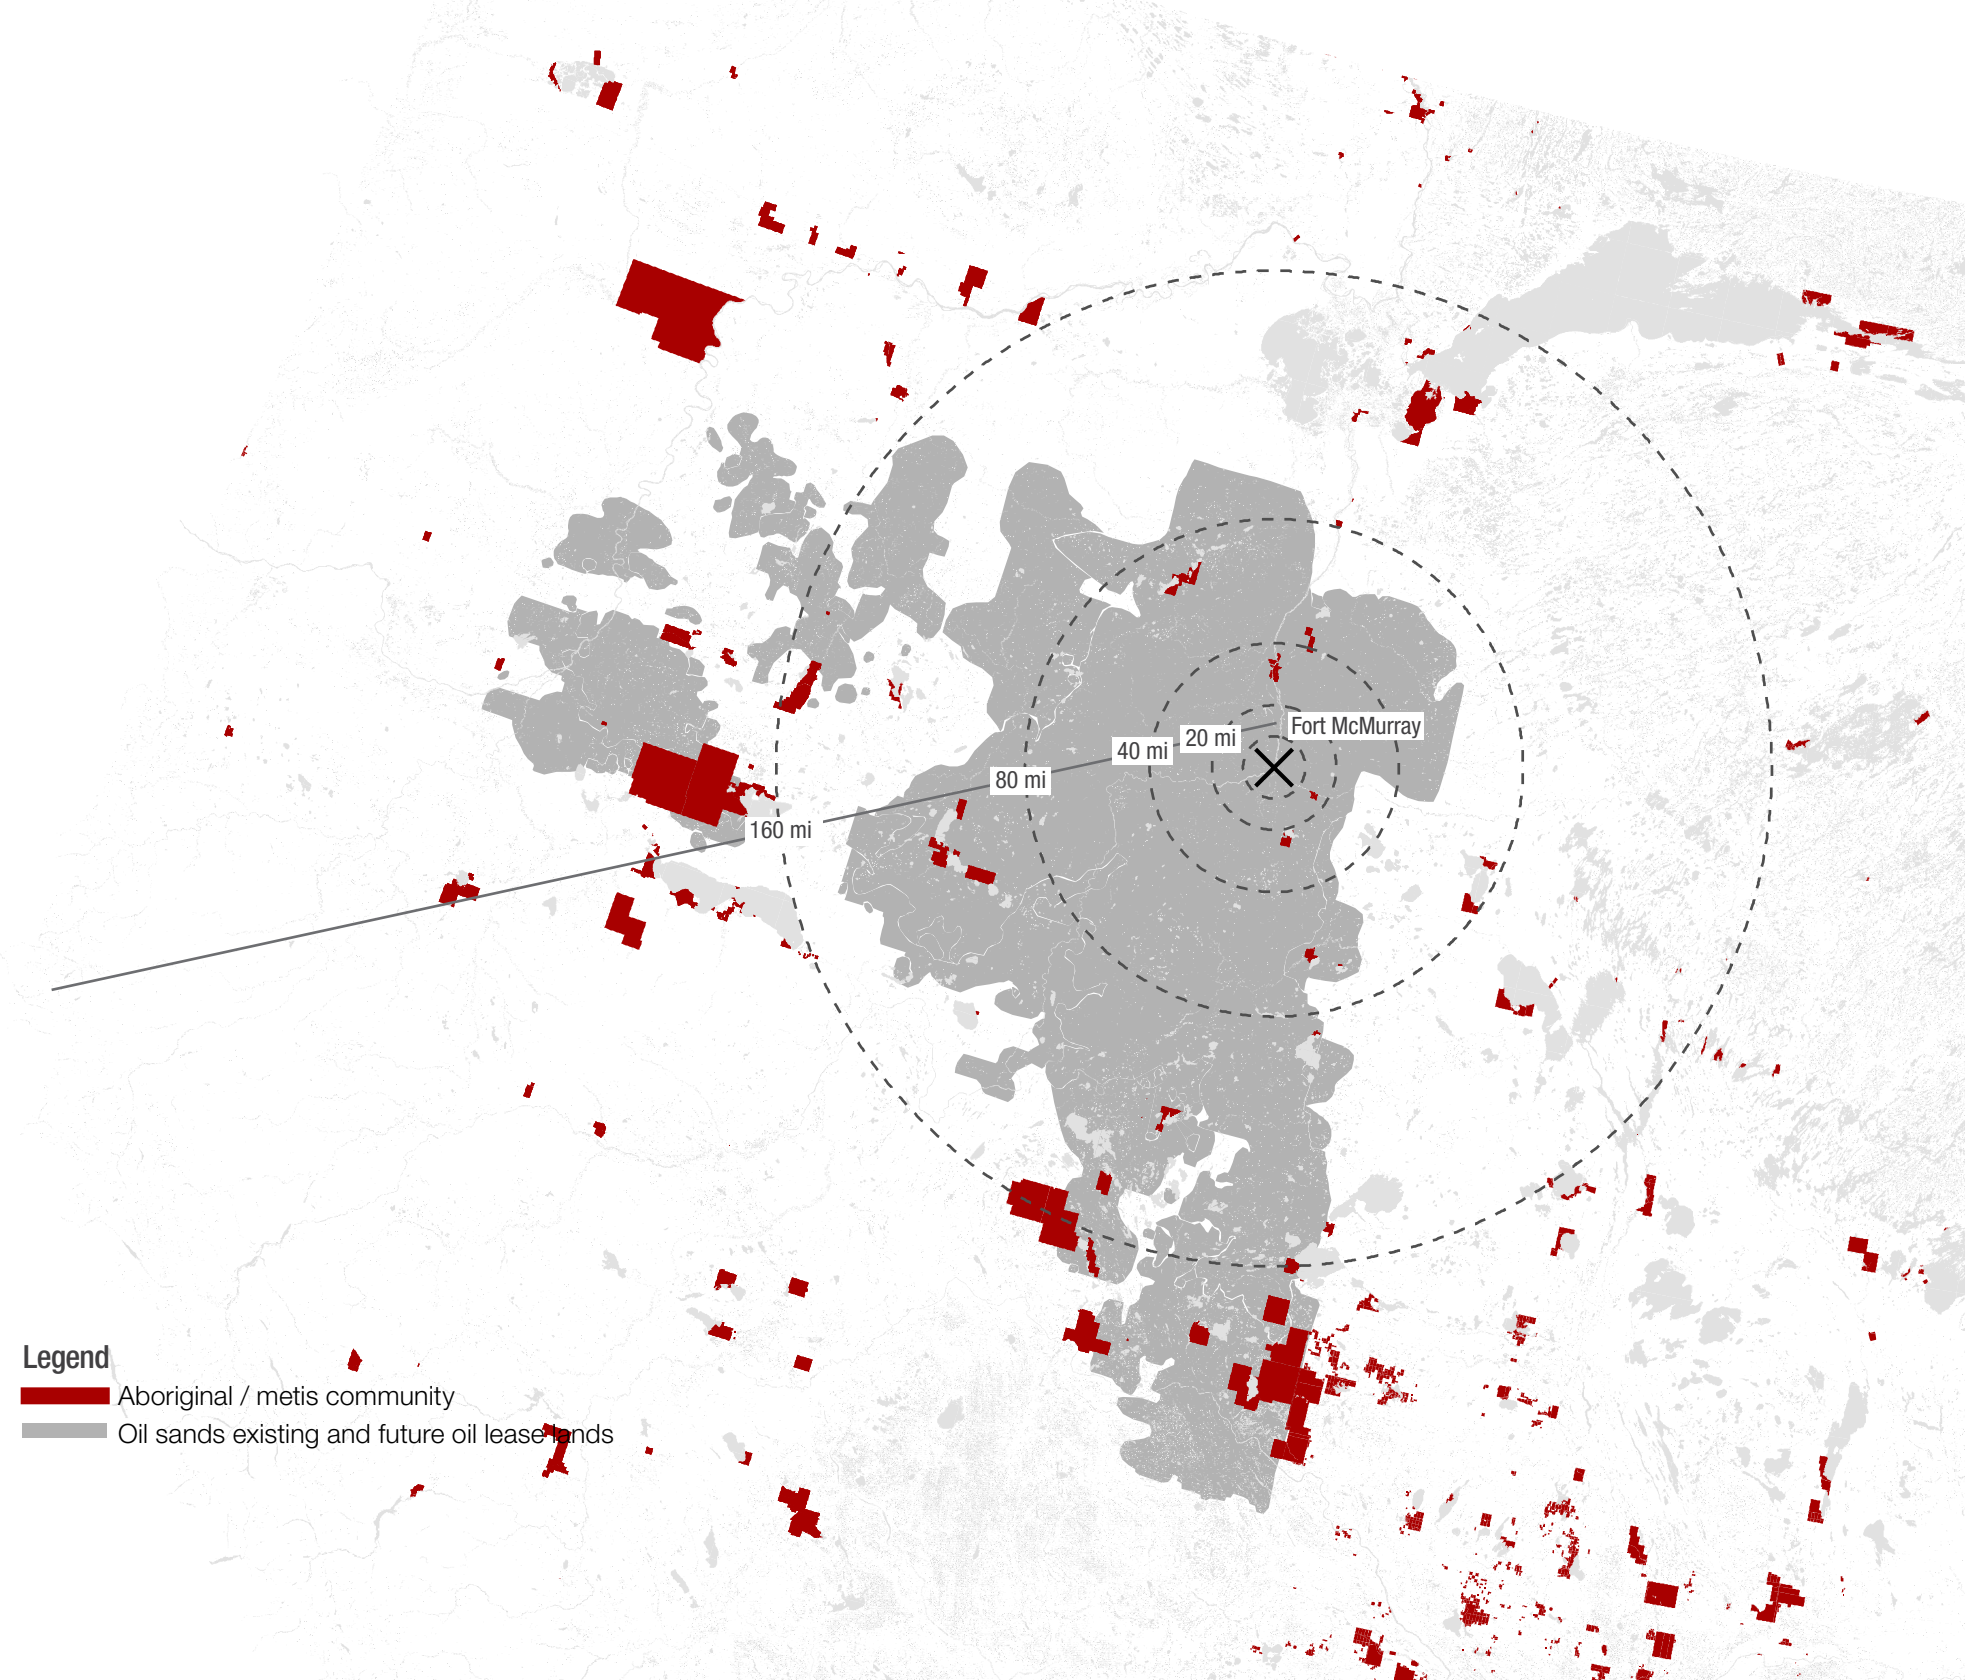 Fort McMurray
20 mi
40 mi
80 mi
160 mi
Legend
Aboriginal / metis community
Oil sands existing and future oil lease lands